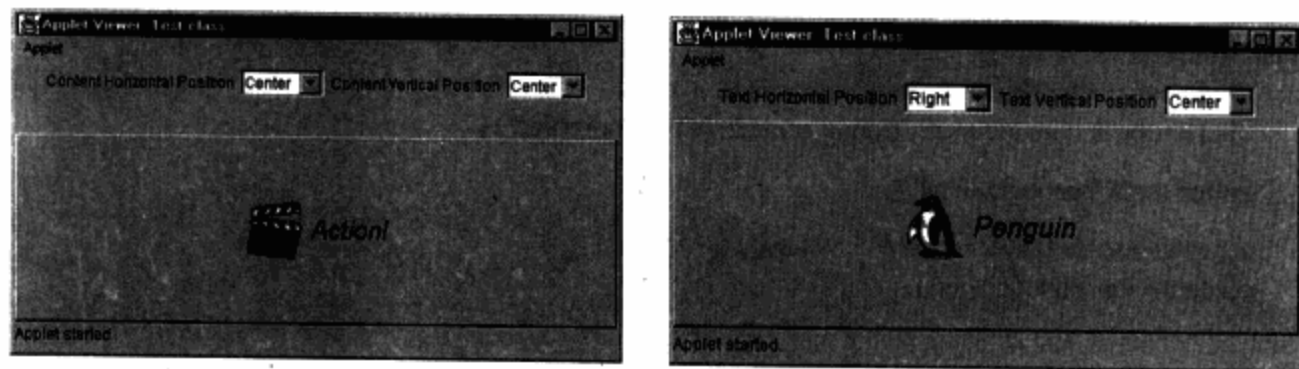 Applet Viewer: Test.class
Applet
Content Horizontal Position Center Content Vertical Position Center
Action!
Applet started.
Applet Viewer: Test.class
Applet
Text Horizontal Position Right Text Vertical Position Center
Penguin
Applet started.